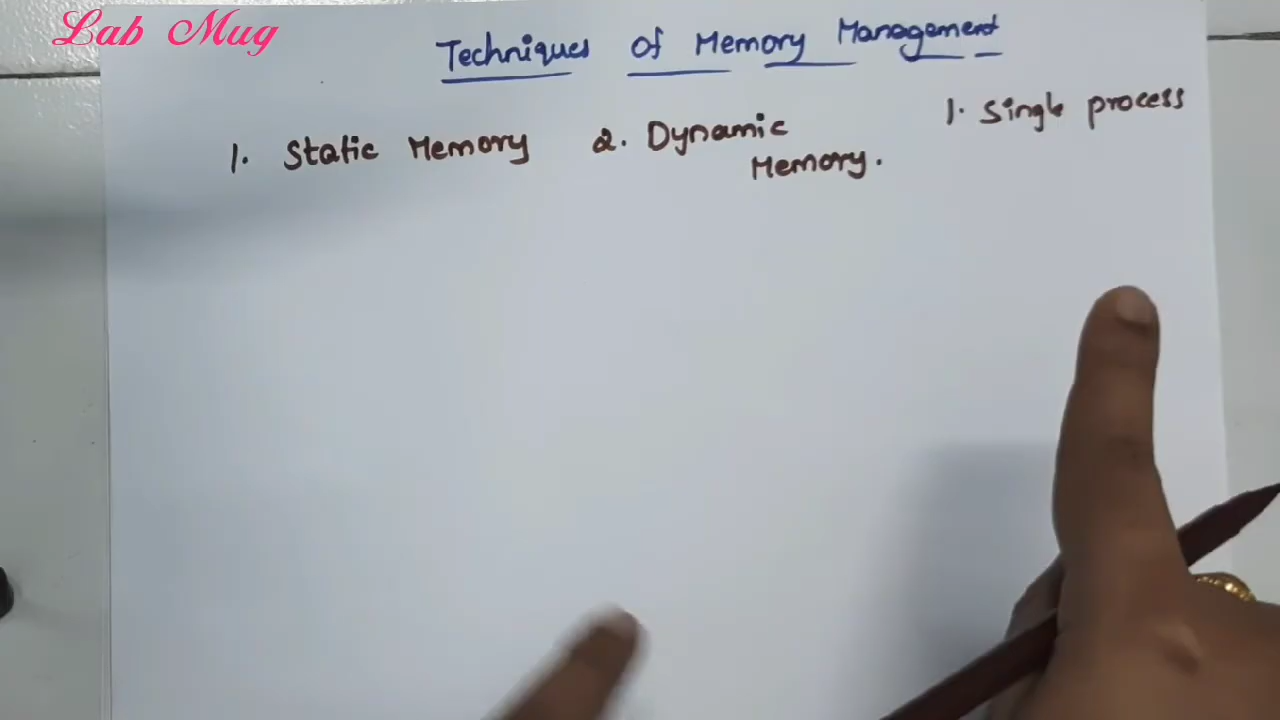 Lab Mug
Techniques of Memory Management
1. Static Memory
2. Dynamic
Memory.
1. Single process